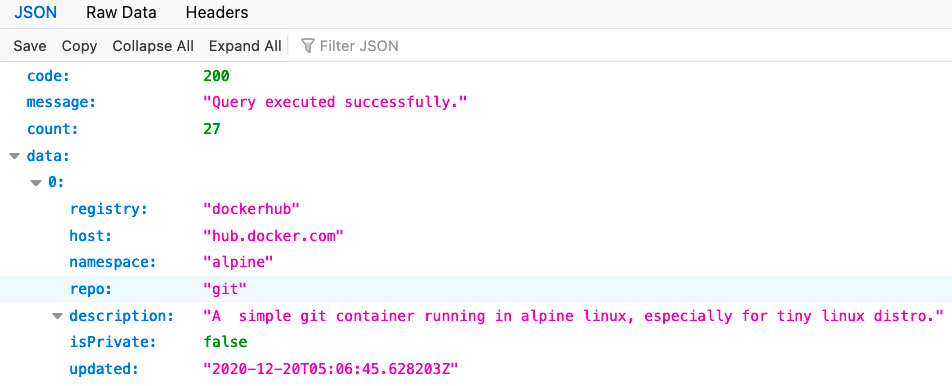 JSON Raw Data Headers
Save Copy Collapse All Expand All Filter JSON
code: 200
message: "Query executed successfully."
count: 27
data:
0:
registry: "dockerhub"
host: "hub.docker.com"
namespace: "alpine"
repo: "git"
description: "A  simple git container running in alpine linux, especially for tiny linux distro."
isPrivate: false
updated: "2020-12-20T05:06:45.628203Z"